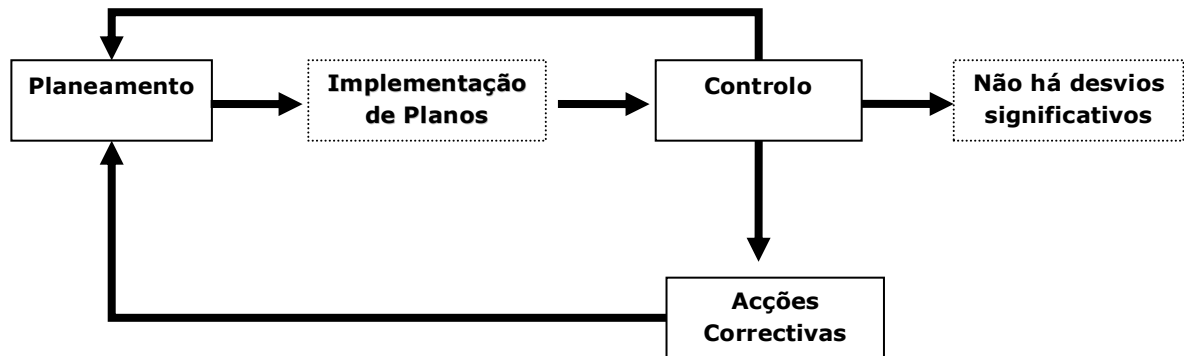 Planeamento
Implementação
de Planos
Controlo
Não há desvios
significativos
Acções
Correctivas